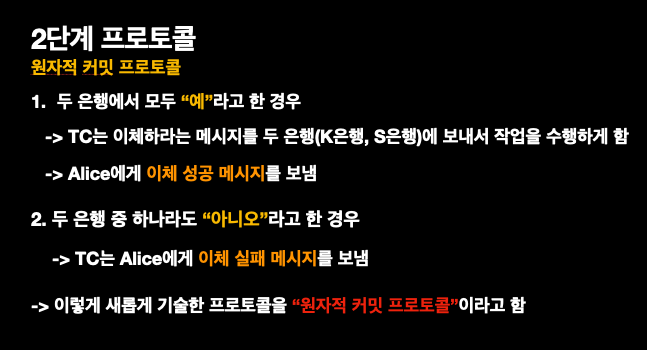 2단계 프로토콜
원자적 커밋 프로토콜
1. 두 은행에서 모두 “예”라고 한 경우
-> TC는 이체하라는 메시지를 두 은행(K은행, S은행)에 보내서 작업을 수행하게 함
-> Alice에게 이체 성공 메시지를 보냄
2. 두 은행 중 하나라도 “아니오”라고 한 경우
-> TC는 Alice에게 이체 실패 메시지를 보냄
-> 이렇게 새롭게 기술한 프로토콜을 “원자적 커밋 프로토콜”이라고 함